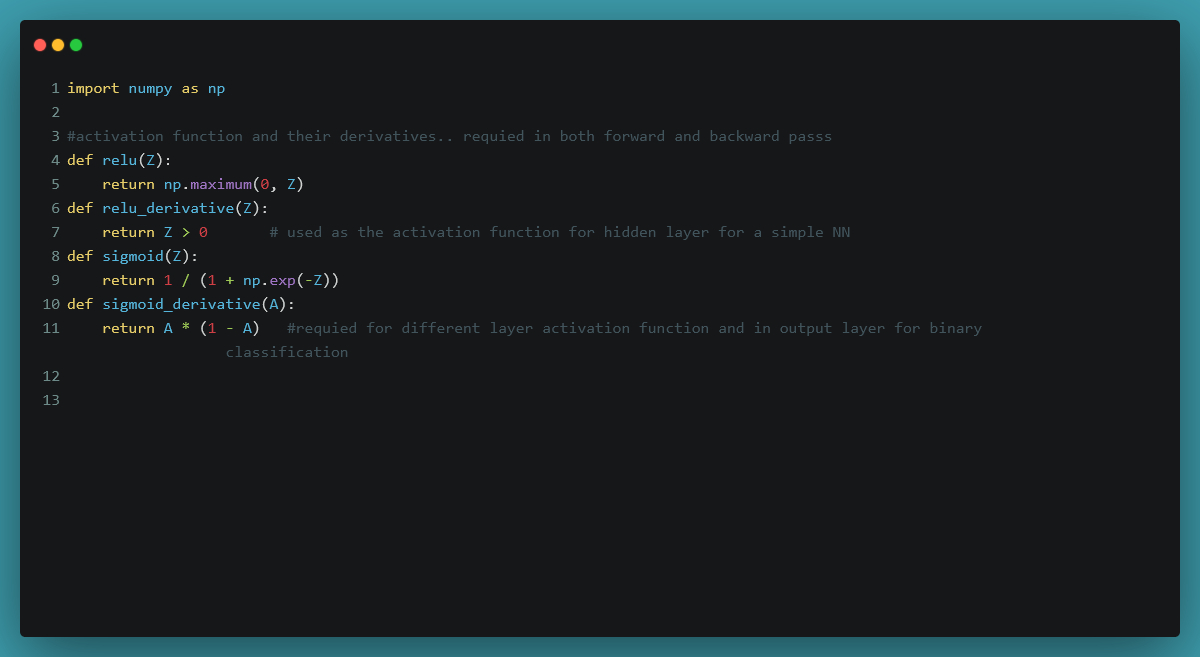 1 import numpy as np
2
3 #activation function and their derivatives.. requied in both forward and backward passs
4 def relu(Z):
5     return np.maximum(0, Z)
6 def relu_derivative(Z):
7     return Z > 0       # used as the activation function for hidden layer for a simple NN
8 def sigmoid(Z):
9     return 1 / (1 + np.exp(-Z))
10 def sigmoid_derivative(A):
11     return A * (1 - A)   #requied for different layer activation function and in output layer for binary
classification
12
13